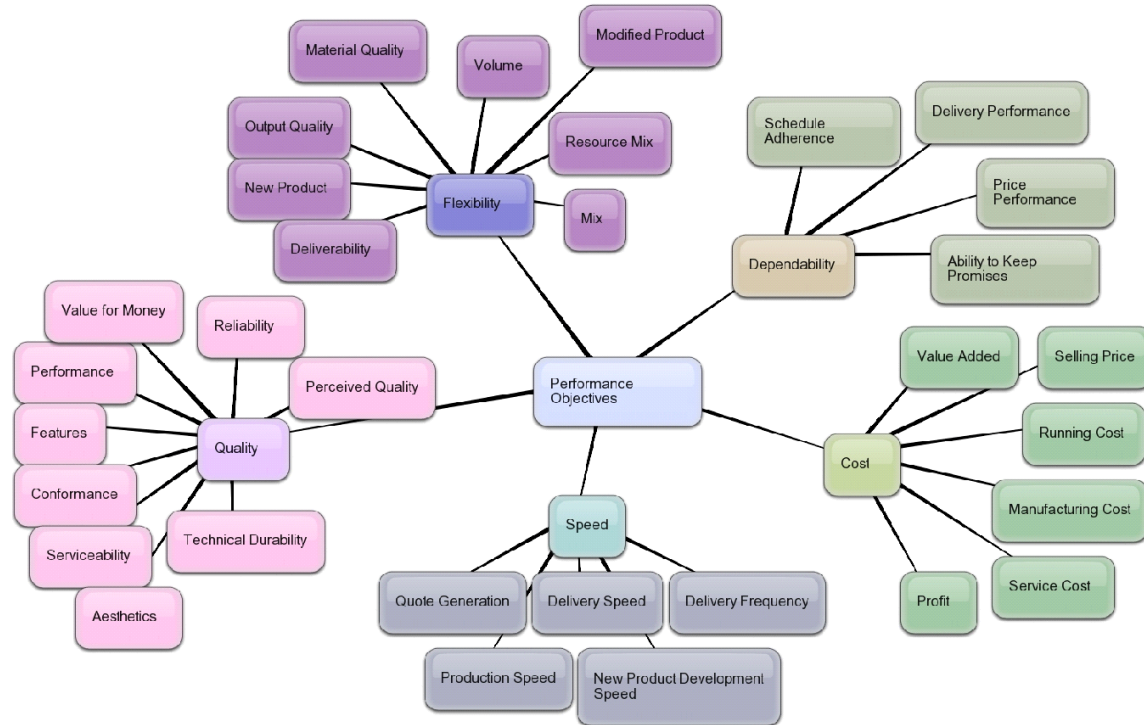 Material Quality
Volume
Modified Product
Output Quality
Resource Mix
New Product
Flexibility
Mix
Deliverability
Schedule
Adherence
Delivery Performance
Price
Performance
Dependability
Ability to Keep
Promises
Value for Money
Reliability
Performance
Perceived Quality
Features
Quality
Conformance
Serviceability
Technical Durability
Aesthetics
Performance
Objectives
Value Added
Selling Price
Running Cost
Cost
Manufacturing Cost
Service Cost
Profit
Speed
Quote Generation
Delivery Speed
Delivery Frequency
Production Speed
New Product Development
Speed